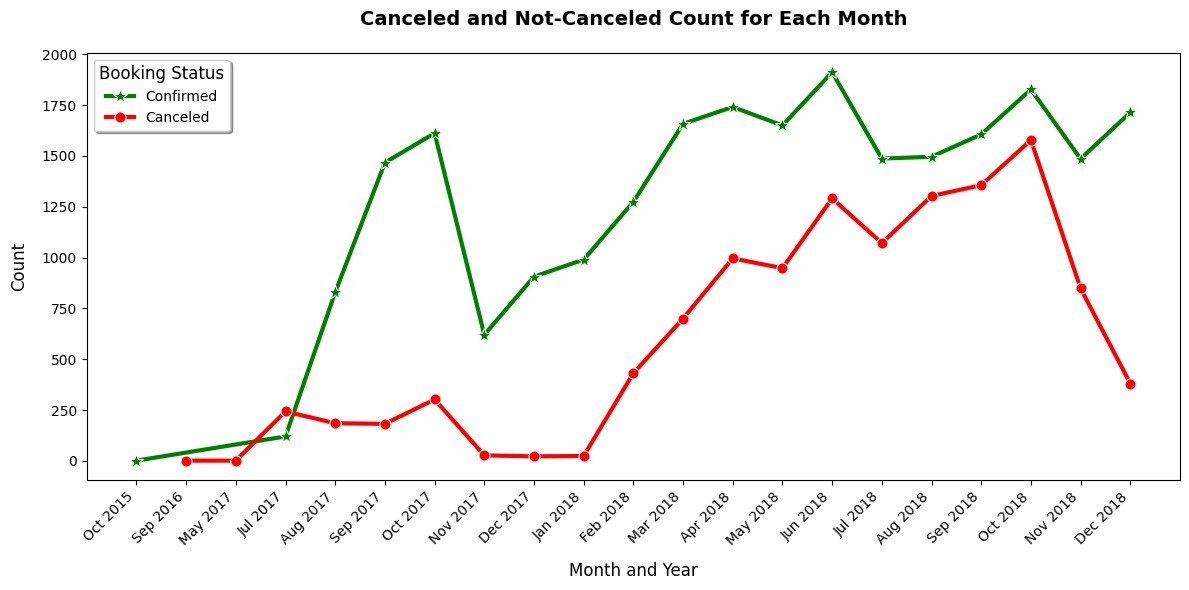 Canceled and Not-Canceled Count for Each Month
2000
1750
1500
1250
1000
750
500
250
0
Count
Booking Status
Confirmed
Canceled
Oct 2015
Sep 2016
May 2017
Jul 2017
Aug 2017
Sep 2017
Oct 2017
Nov 2017
Dec 2017
Jan 2018
Feb 2018
Mar 2018
Apr 2018
May 2018
Jun 2018
Jul 2018
Aug 2018
Sep 2018
Oct 2018
Nov 2018
Dec 2018
Month and Year